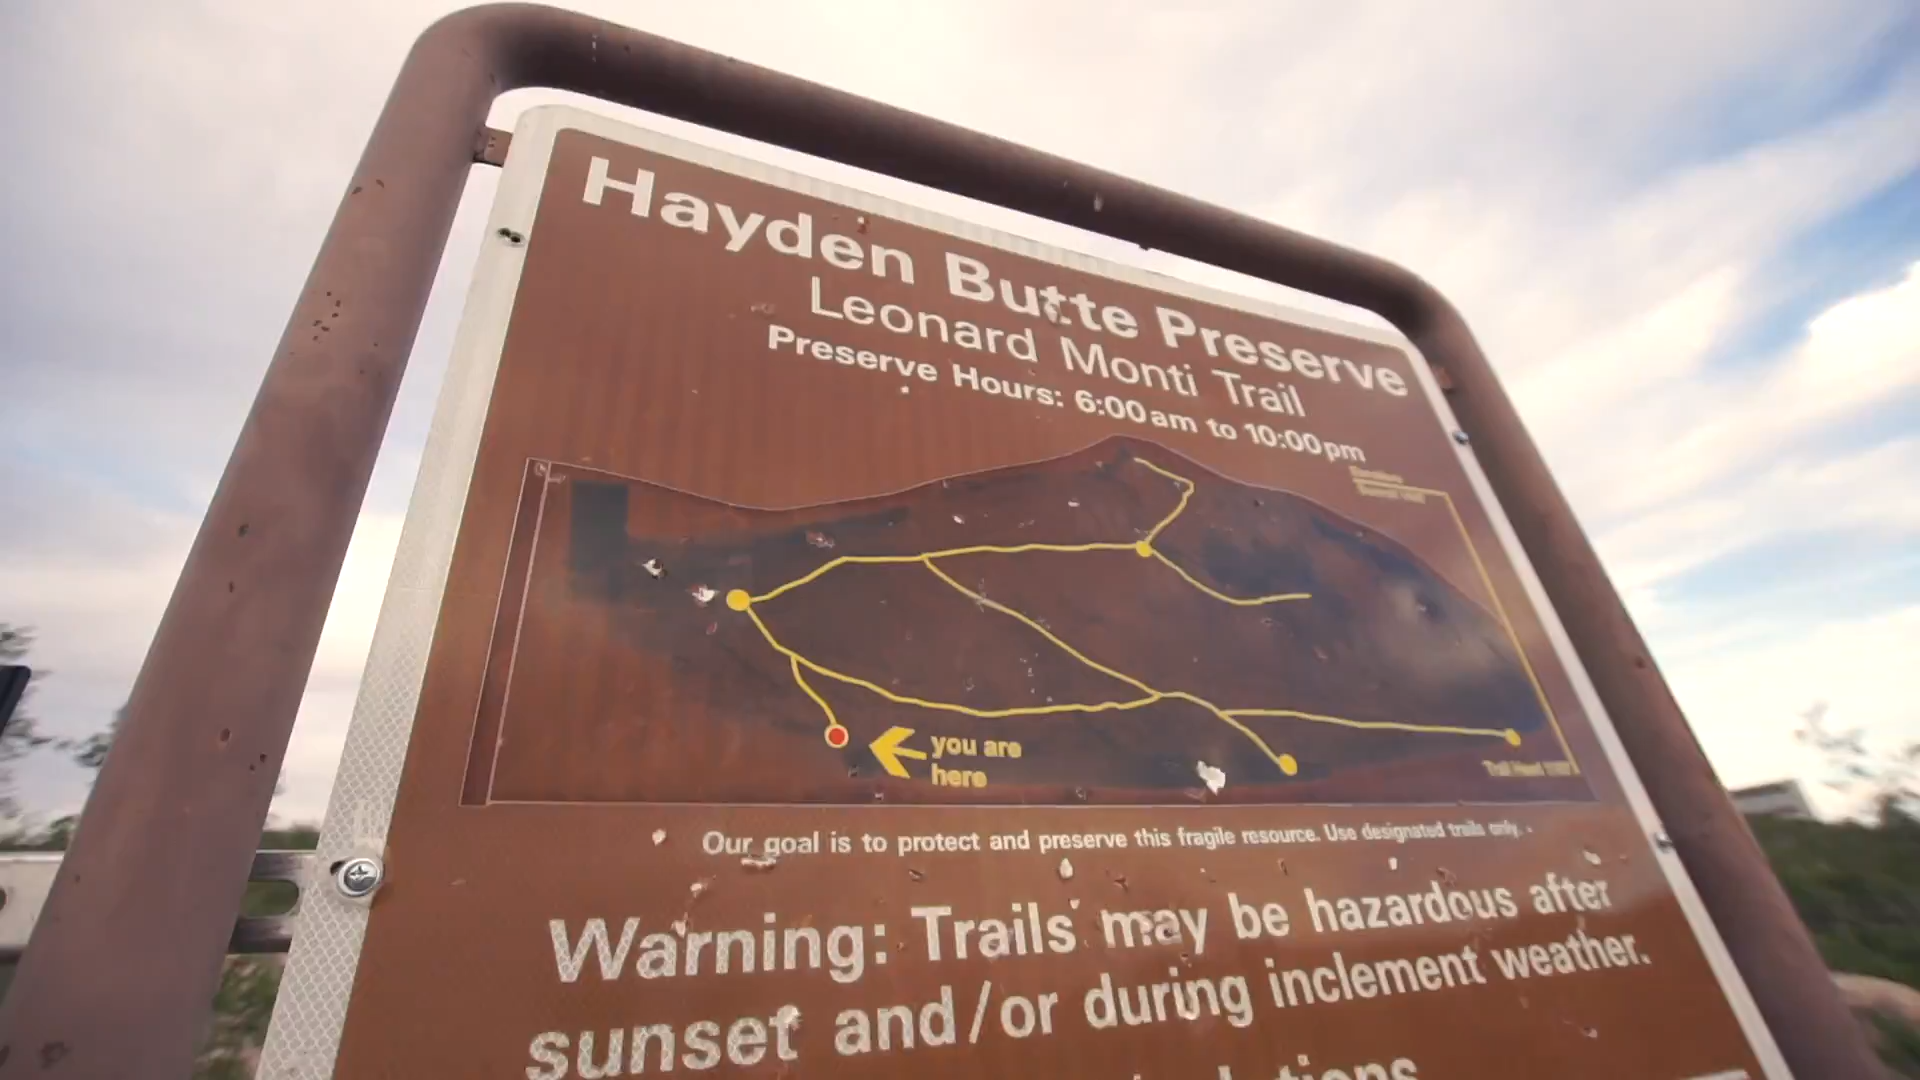 Hayden Butte Preserve
Leonard Monti Trail
Preserve Hours: 6:00am to 10:00pm
you are
here
Our goal is to protect and preserve this fragile resource. Use designated trails only.
Warning: Trails may be hazardous after
sunset and/or during inclement weather.